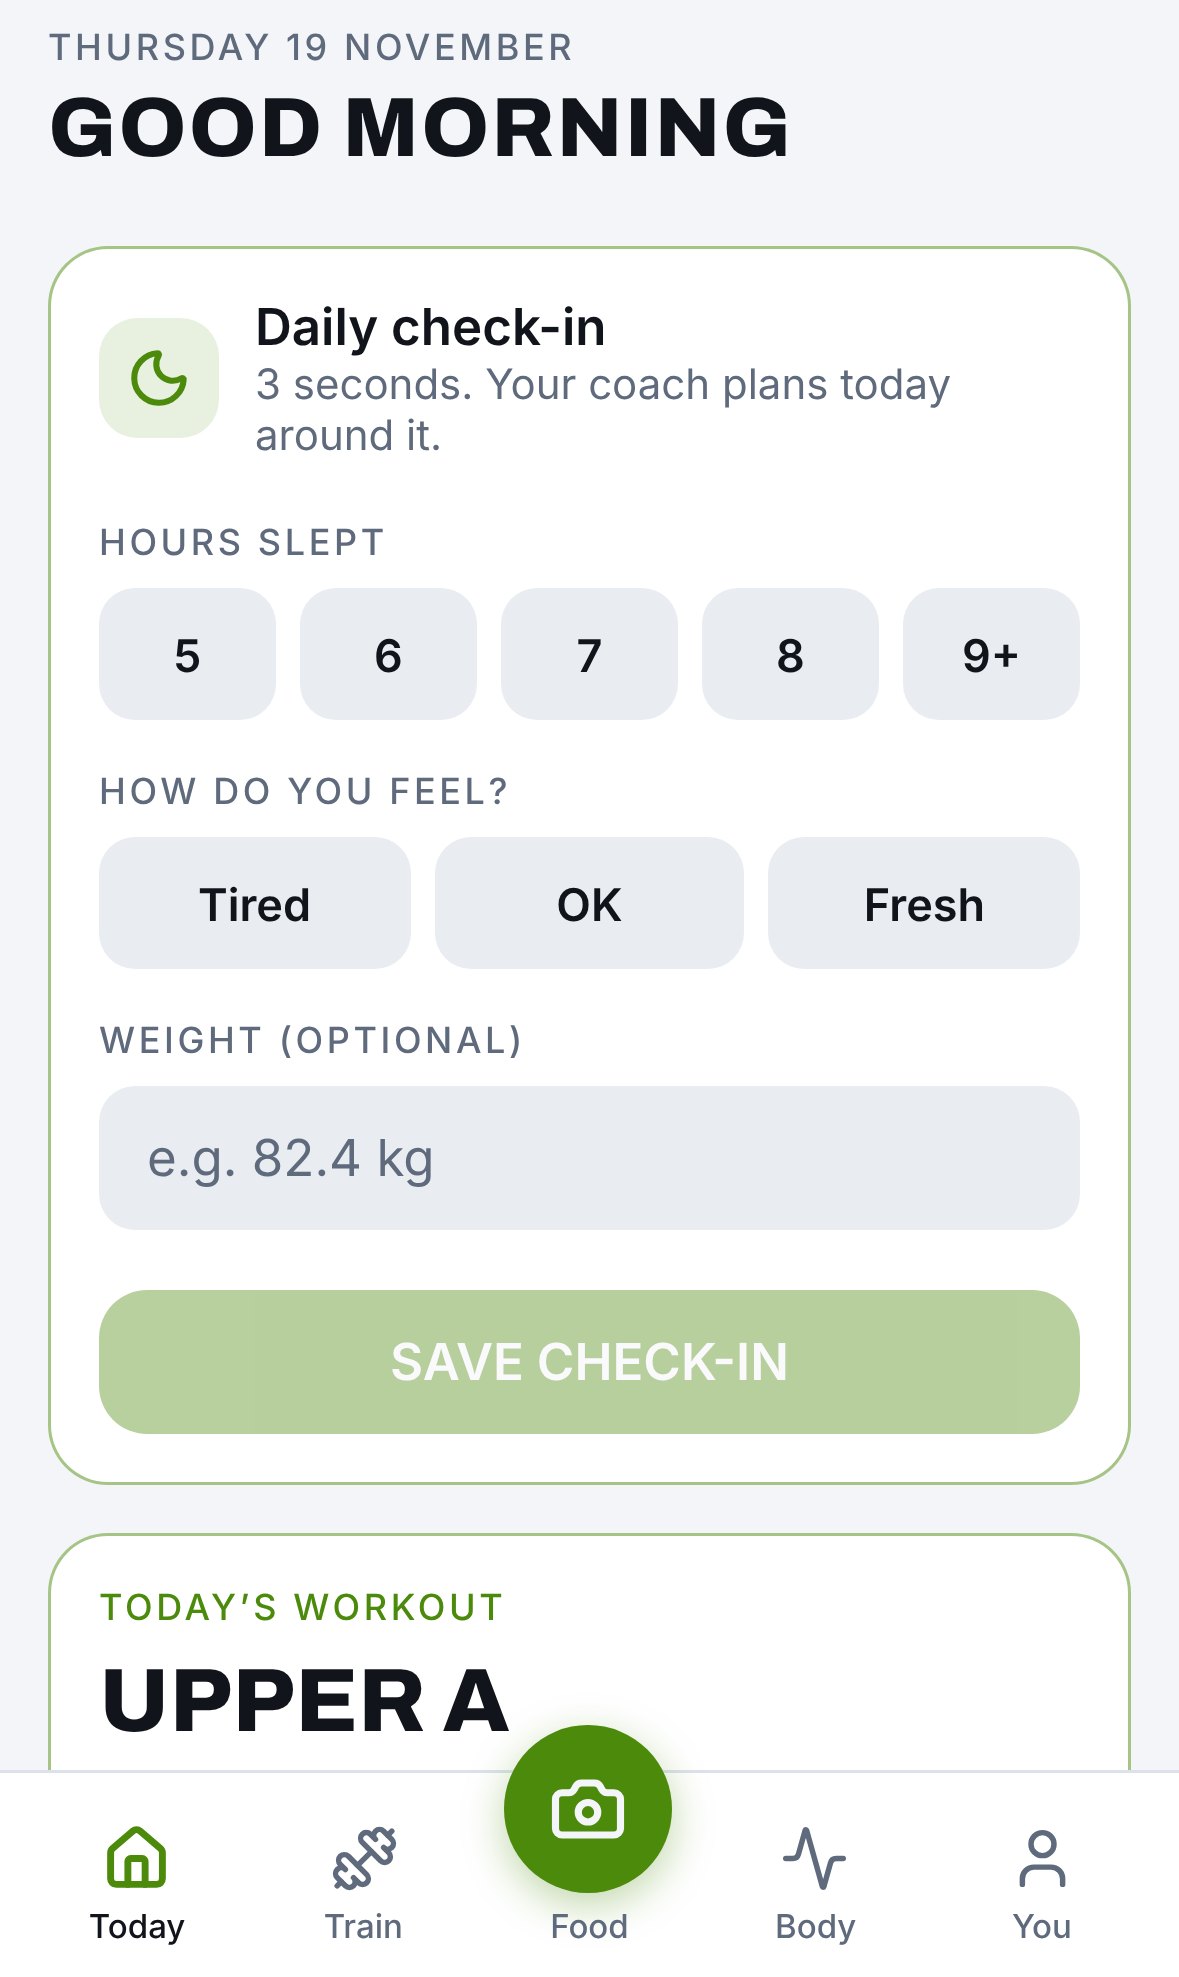 THURSDAY 19 NOVEMBER
GOOD MORNING
Daily check-in
3 seconds. Your coach plans today
around it.
HOURS SLEPT
5 6 7 8 9+
HOW DO YOU FEEL?
Tired OK Fresh
WEIGHT (OPTIONAL)
e.g. 82.4 kg
SAVE CHECK-IN
TODAY’S WORKOUT
UPPER A
Today Train Food Body You